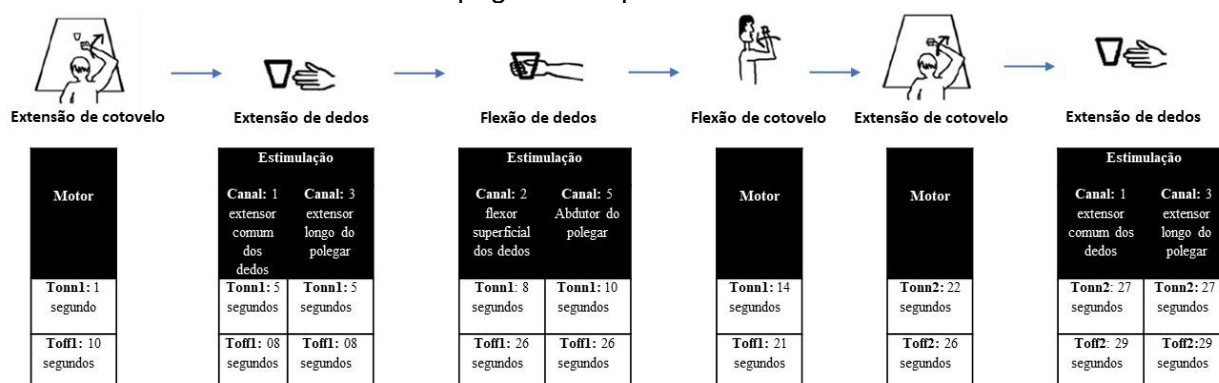 Extensão de cotovelo
Extensão de dedos
Flexão de dedos
Flexão de cotovelo
Extensão de cotovelo
Extensão de dedos
Motor
Tonn1: 1
segundo
Toff1: 10
segundos
Estimulação
Canal: 1
extensor
comum
dos
dedos
Canal: 3
extensor
longo do
polegar
Tonn1: 5
segundos
Tonn1: 5
segundos
Toff1: 08
segundos
Toff1: 08
segundos
Estimulação
Canal: 2
flexor
superficial
dos dedos
Canal: 5
Abdutor do
polegar
Tonn1: 8
segundos
Tonn1: 10
segundos
Toff1: 26
segundos
Toff1: 26
segundos
Motor
Tonn1: 14
segundos
Toff1: 21
segundos
Motor
Tonn2: 22
segundos
Toff2: 26
segundos
Estimulação
Canal: 1
extensor
comum dos
dedos
Canal: 3
extensor
longo do
polegar
Tonn2: 27
segundos
Tonn2: 27
segundos
Toff2: 29
segundos
Toff2:29
segundos